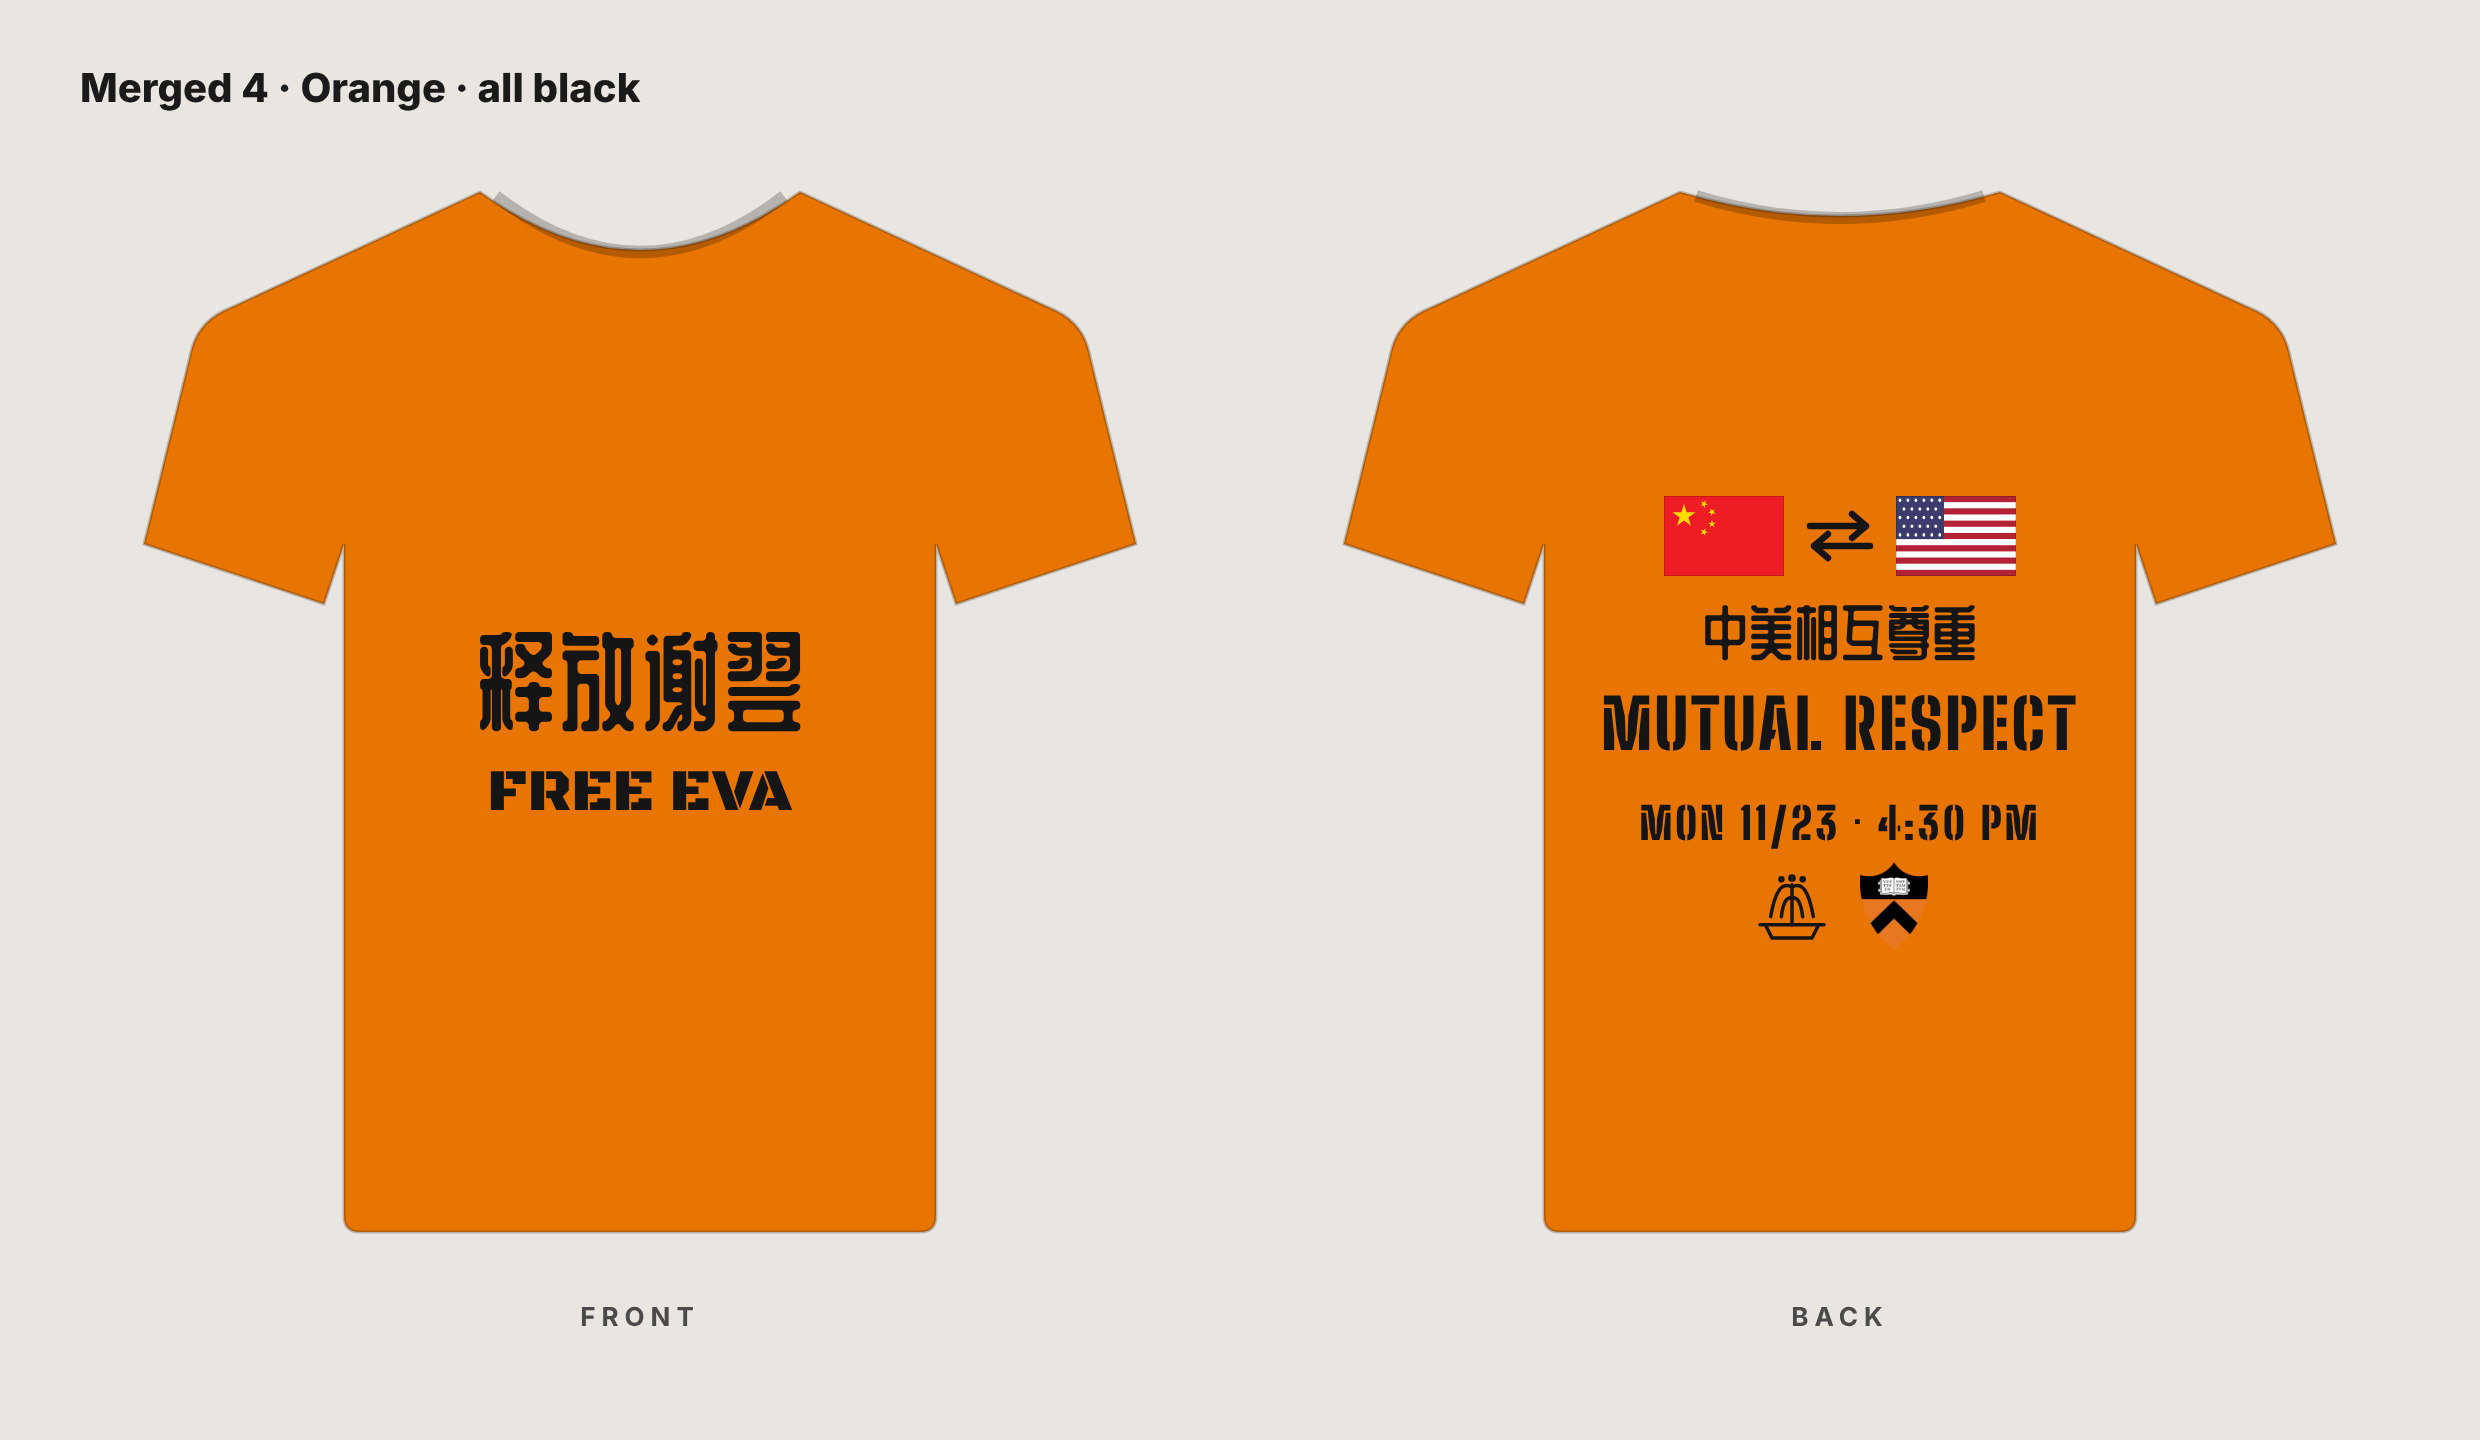 Merged 4 · Orange · all black
释放谢翌
FREE EVA
FRONT
中美相互尊重
MUTUAL RESPECT
MON 11/23 · 4:30 PM
BACK